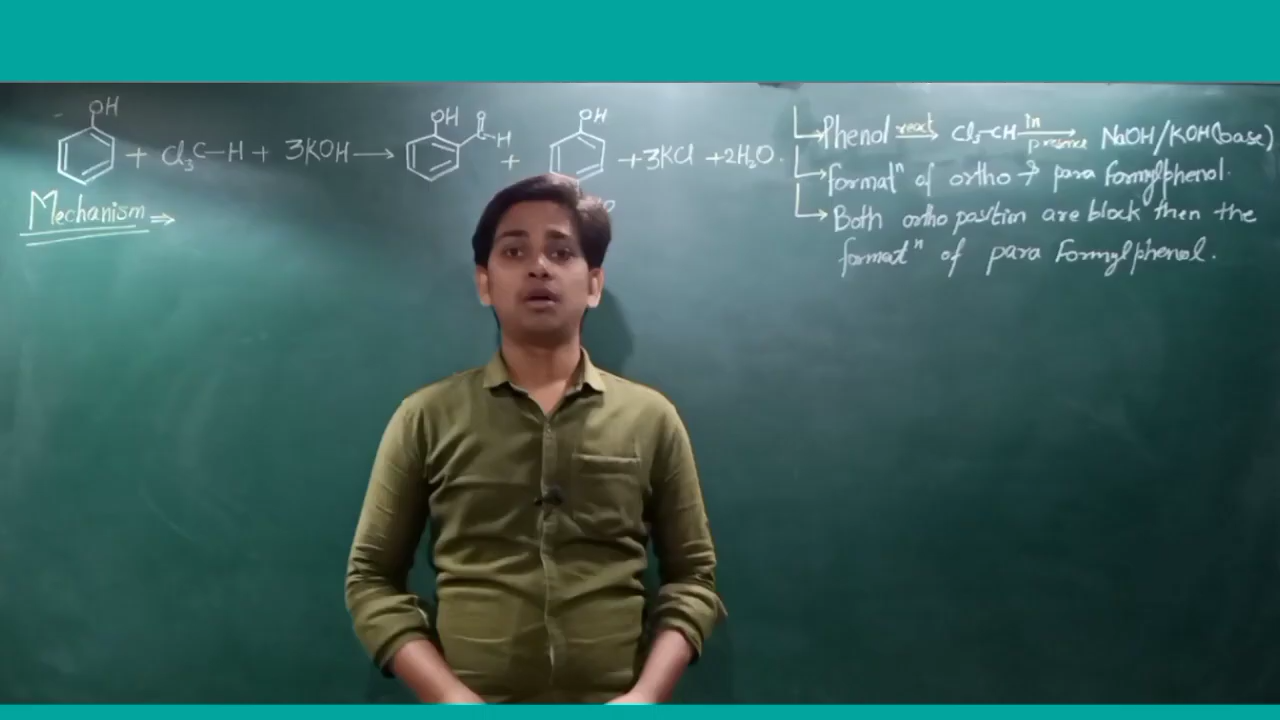 OH OH O OH
+ Cl3C-H + 3KOH → C-H + +3KCl +2H2O.
Mechanism ⇒
Phenol react → Cl3-CH in presence → NaOH/KOH(base)
formatⁿ of ortho → para Formylphenol.
Both ortho position are block then the
formatⁿ of para Formylphenol.